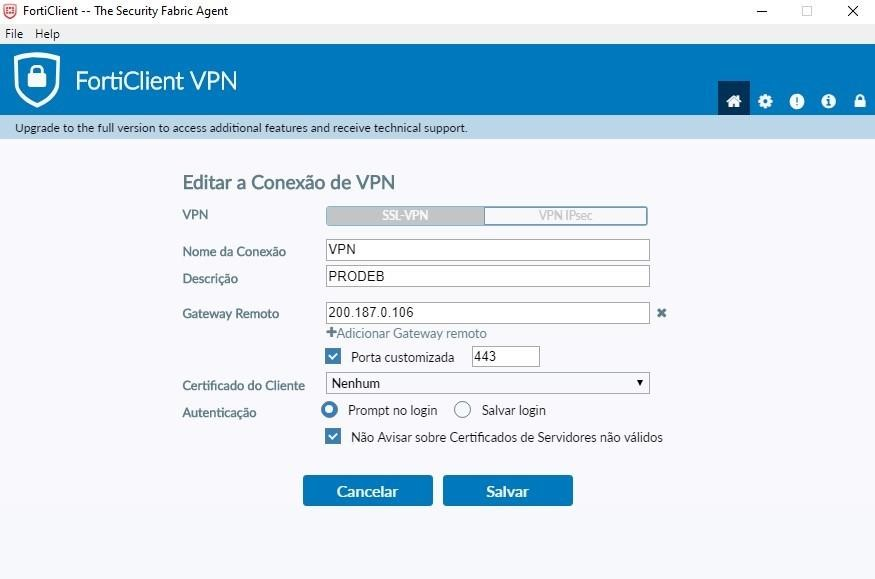 FortiClient -- The Security Fabric Agent
File Help
FortiClient VPN
Upgrade to the full version to access additional features and receive technical support.
Editar a Conexão de VPN
VPN SSL-VPN VPN IPsec
Nome da Conexão VPN
Descrição PRODEB
Gateway Remoto 200.187.0.106
+Adicionar Gateway remoto
Porta customizada 443
Certificado do Cliente Nenhum
Autenticação Prompt no login Salvar login
Não Avisar sobre Certificados de Servidores não válidos
Cancelar Salvar